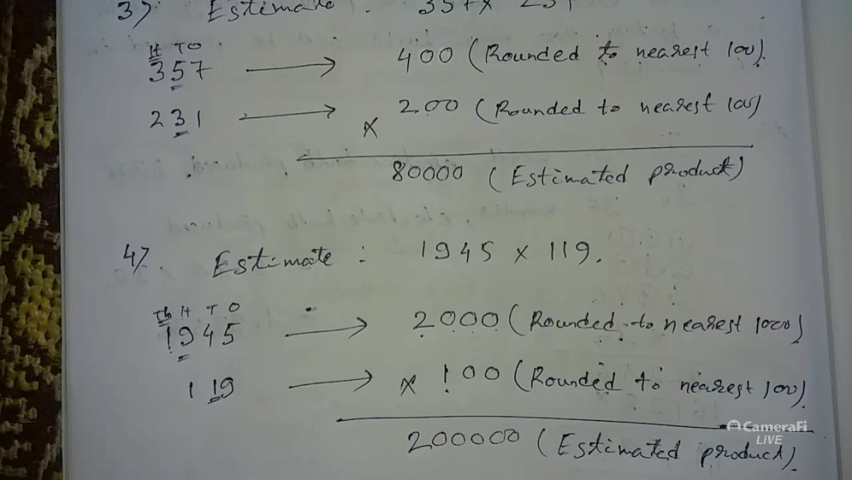 3) Estimate : 357 x 231
H T O
357 → 400 (Rounded to nearest 100).
231 → x 200 (Rounded to nearest 100)
80000 (Estimated product)
4). Estimate : 1945 x 119.
Th H T O
1945 → 2000 (Rounded to nearest 1000)
119 → x 100 (Rounded to nearest 100).
200000 (Estimated product).
CameraFi
LIVE